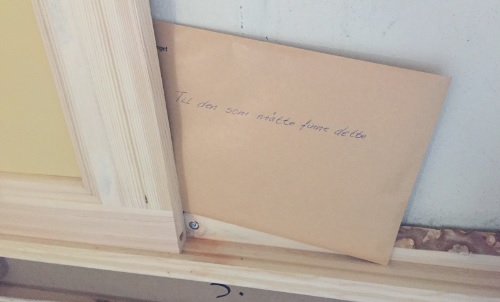 Til den som måtte finne dette